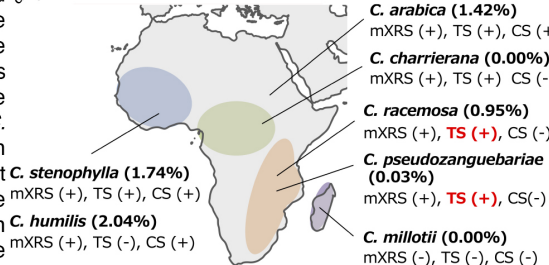 C. arabica (1.42%)
mXRS (+), TS (+), CS (+
C. charrierana (0.00%)
mXRS (+), TS (+) CS (-
C. racemosa (0.95%)
mXRS (+), TS (+), CS (-)
C. pseudozanguebariae
(0.03%)
mXRS (+), TS (+), CS(-)
C. millotii (0.00%)
mXRS (-), TS (-), CS (-)
C. stenophylla (1.74%)
mXRS (+), TS (+), CS (+)
C. humilis (2.04%)
mXRS (+), TS (-), CS (+)